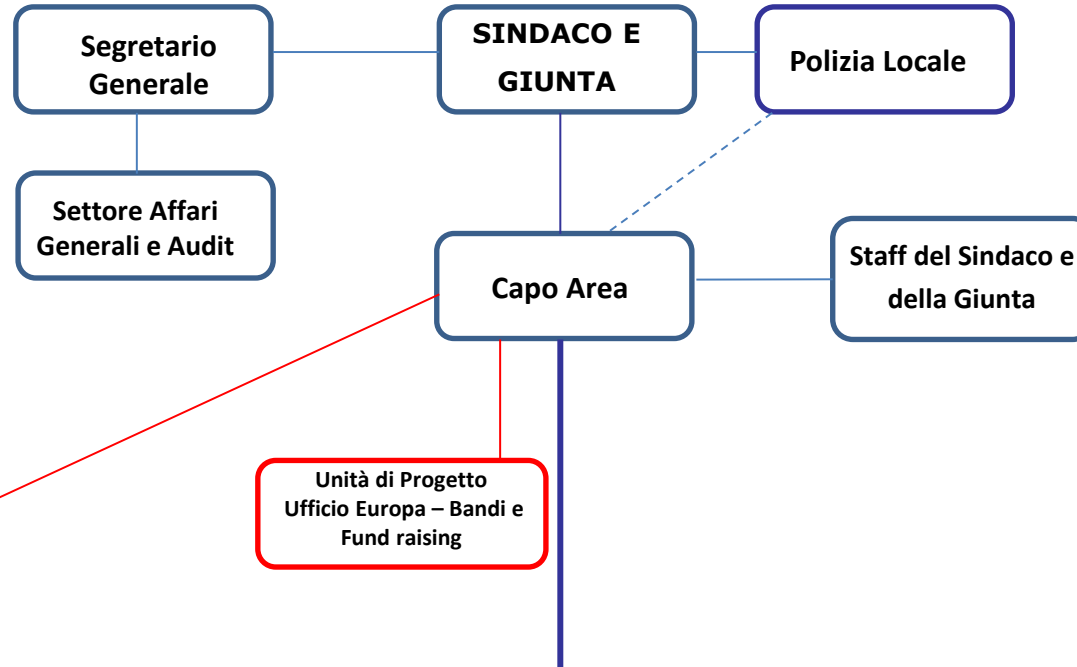 Segretario
Generale
SINDACO E
GIUNTA
Polizia Locale
Settore Affari
Generali e Audit
Capo Area
Staff del Sindaco e
della Giunta
Unità di Progetto
Ufficio Europa – Bandi e
Fund raising